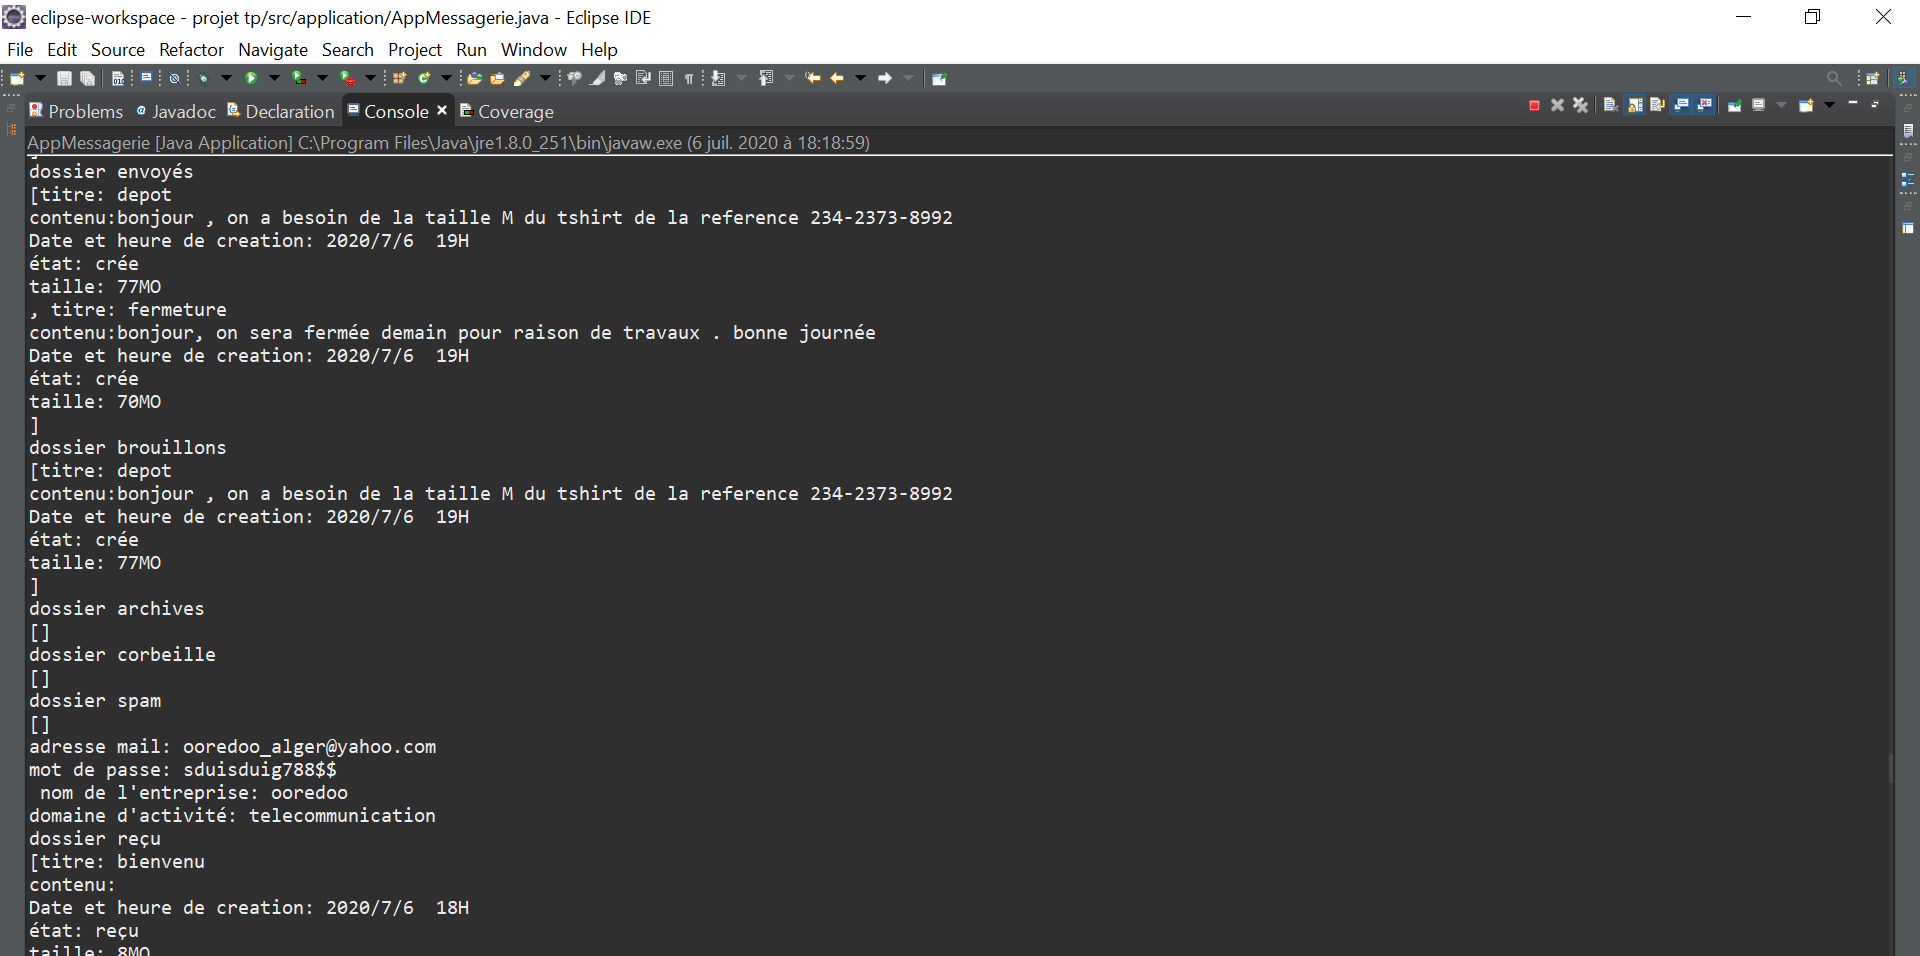 eclipse-workspace - projet tp/src/application/AppMessagerie.java - Eclipse IDE
File Edit Source Refactor Navigate Search Project Run Window Help
Problems Javadoc Declaration Console Coverage
AppMessagerie [Java Application] C:\Program Files\Java\jre1.8.0_251\bin\javaw.exe (6 juil. 2020 à 18:18:59)
]
dossier envoyés
[titre: depot
contenu:bonjour , on a besoin de la taille M du tshirt de la reference 234-2373-8992
Date et heure de creation: 2020/7/6  19H
état: crée
taille: 77MO
, titre: fermeture
contenu:bonjour, on sera fermée demain pour raison de travaux . bonne journée
Date et heure de creation: 2020/7/6  19H
état: crée
taille: 70MO
]
dossier brouillons
[titre: depot
contenu:bonjour , on a besoin de la taille M du tshirt de la reference 234-2373-8992
Date et heure de creation: 2020/7/6  19H
état: crée
taille: 77MO
]
dossier archives
[]
dossier corbeille
[]
dossier spam
[]
adresse mail: ooredoo_alger@yahoo.com
mot de passe: sduisduig788$$
 nom de l'entreprise: ooredoo
domaine d'activité: telecommunication
dossier reçu
[titre: bienvenu
contenu:
Date et heure de creation: 2020/7/6  18H
état: reçu
taille: 8MO